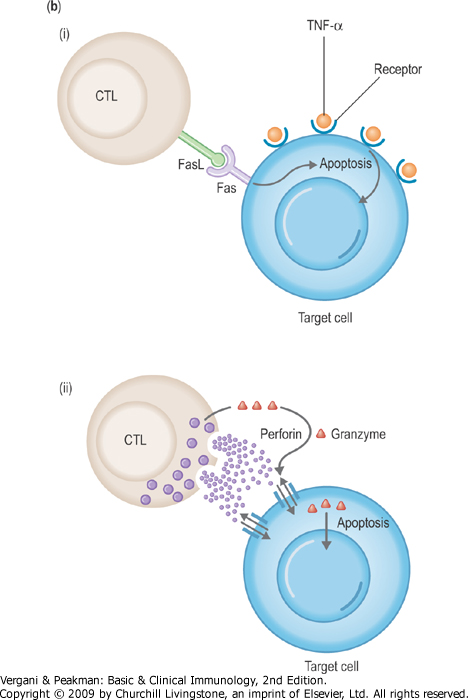 (b)
(i)
TNF-α
Receptor
CTL
FasL
Fas
Apoptosis
Target cell
(ii)
CTL
Perforin
Granzyme
Apoptosis
Target cell
Vergani & Peakman: Basic & Clinical Immunology, 2nd Edition.
Copyright © 2009 by Churchill Livingstone, an imprint of Elsevier, Ltd. All rights reserved.